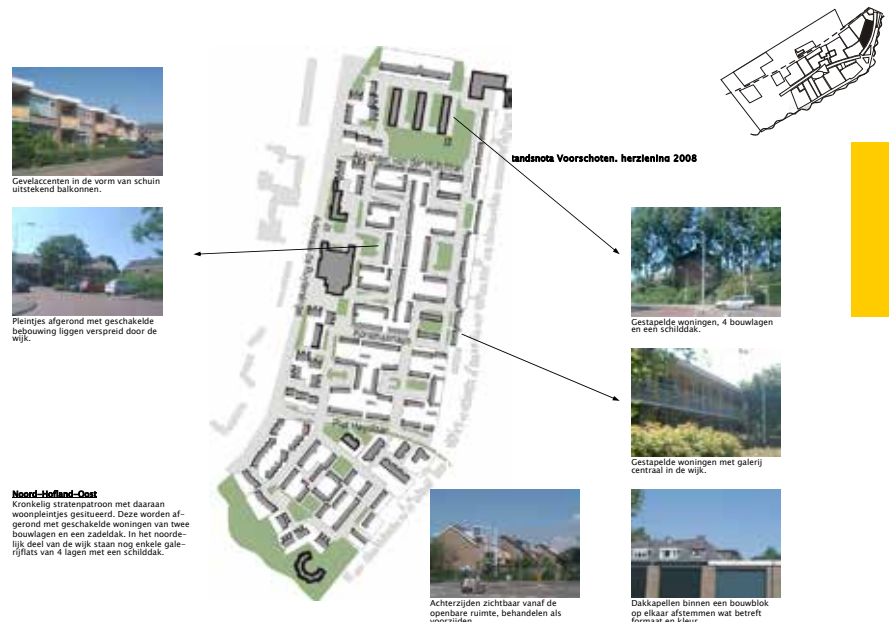 tandsnota Voorschoten, herziening 2008
Gevelaccenten in de vorm van schuin
uitstekend balkonnen.
Pleintjes afgerond met geschakelde
bebouwing liggen verspreid door de
wijk.
Gestapelde woningen, 4 bouwlagen
en een schilddak.
Gestapelde woningen met galerij
centraal in de wijk.
Noord-Hofland-Oost
Kronkelig stratenpatroon met daaraan
woonpleintjes gesitueerd. Deze worden af-
gerond met geschakelde woningen van twee
bouwlagen en een zadeldak. In het noorde-
lijk deel van de wijk staan nog enkele gale-
rijflats van 4 lagen met een schilddak.
Achterzijden zichtbaar vanaf de
openbare ruimte, behandelen als
voorzijden
Dakkapellen binnen een bouwblok
op elkaar afstemmen wat betreft
formaat en kleur